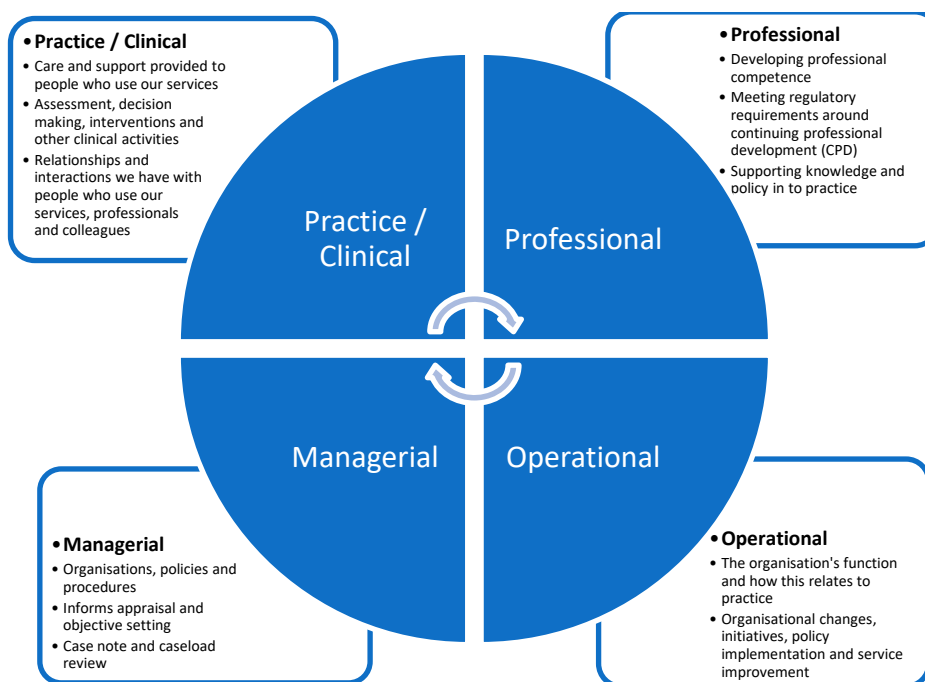 •Practice / Clinical
• Care and support provided to
people who use our services
• Assessment, decision
making, interventions and
other clinical activities
• Relationships and
interactions we have with
people who use our
services, professionals
and colleagues
•Professional
• Developing professional
competence
• Meeting regulatory
requirements around
continuing professional
development (CPD)
• Supporting knowledge and
policy in to practice
Practice /
Clinical
Professional
Managerial
Operational
•Managerial
• Organisations, policies and
procedures
• Informs appraisal and
objective setting
• Case note and caseload
review
•Operational
• The organisation's function
and how this relates to
practice
• Organisational changes,
initiatives, policy
implementation and service
improvement